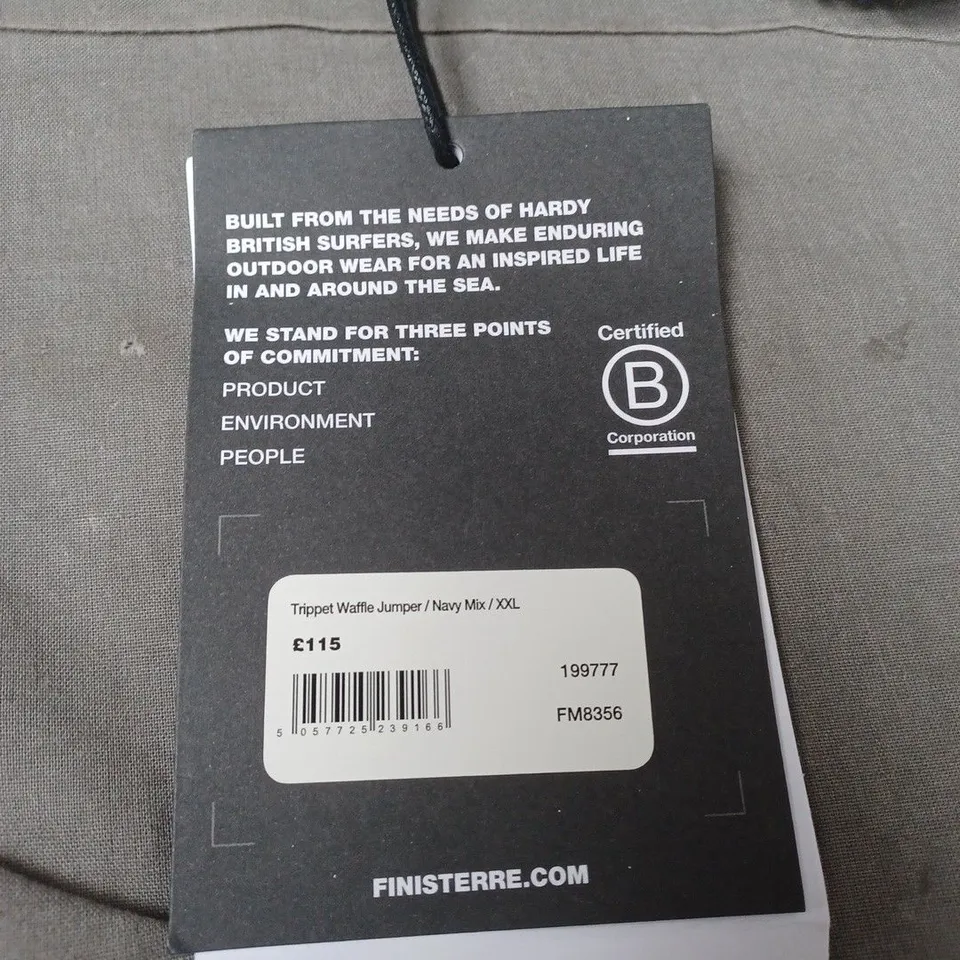 BUILT FROM THE NEEDS OF HARDY
BRITISH SURFERS, WE MAKE ENDURING
OUTDOOR WEAR FOR AN INSPIRED LIFE
IN AND AROUND THE SEA.
WE STAND FOR THREE POINTS
OF COMMITMENT:
PRODUCT
ENVIRONMENT
PEOPLE
Certified
B
Corporation
Trippet Waffle Jumper / Navy Mix / XXL
£115
199777
FM8356
5 057725 239166
FINISTERRE.COM